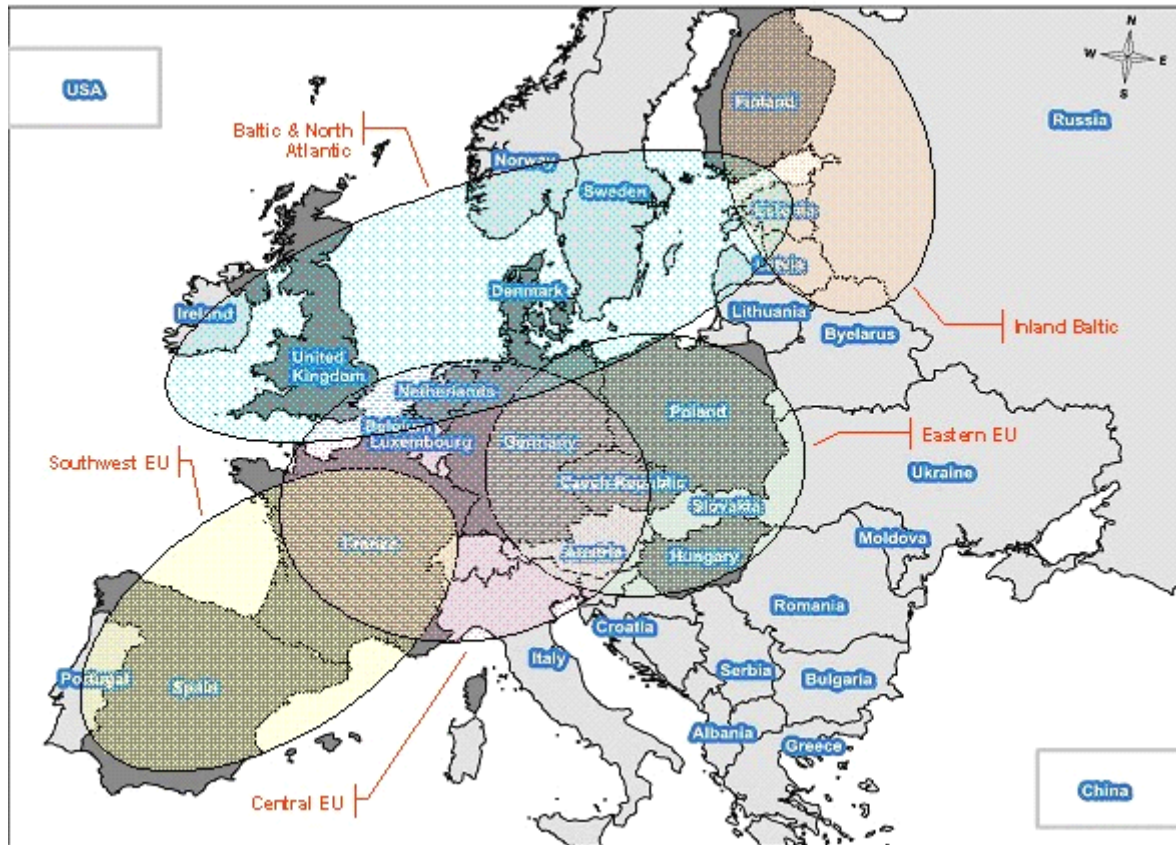 N
W
E
S
USA
Finland
Russia
Baltic & North
Atlantic
Norway
Sweden
Estonia
Latvia
Ireland
Denmark
Lithuania
Inland Baltic
Byelarus
United
Kingdom
Netherlands
Belgium
Luxembourg
Germany
Poland
Eastern EU
Southwest EU
Ukraine
Czech Republic
Slovakia
France
Austria
Hungary
Moldova
Romania
Croatia
Italy
Portugal
Spain
Serbia
Bulgaria
Albania
Greece
Central EU
China